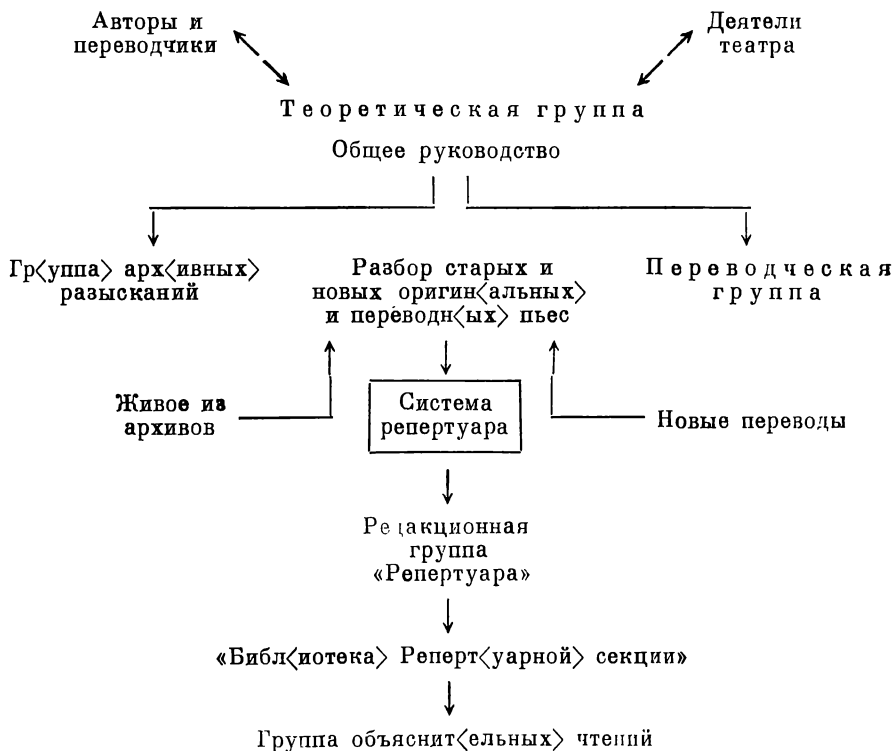 Авторы и
переводчики
Деятели
театра
Теоретическая группа
Общее руководство
Гр<уппа> арх<ивных>
разысканий
Разбор старых и
новых оригин<альных>
и переводн<ых> пьес
Переводческая
группа
Живое из
архивов
Система
репертуара
Новые переводы
Редакционная
группа
«Репертуара»
«Библ<иотека> Реперт<уарной> секции»
Группа объяснит<ельных> чтений